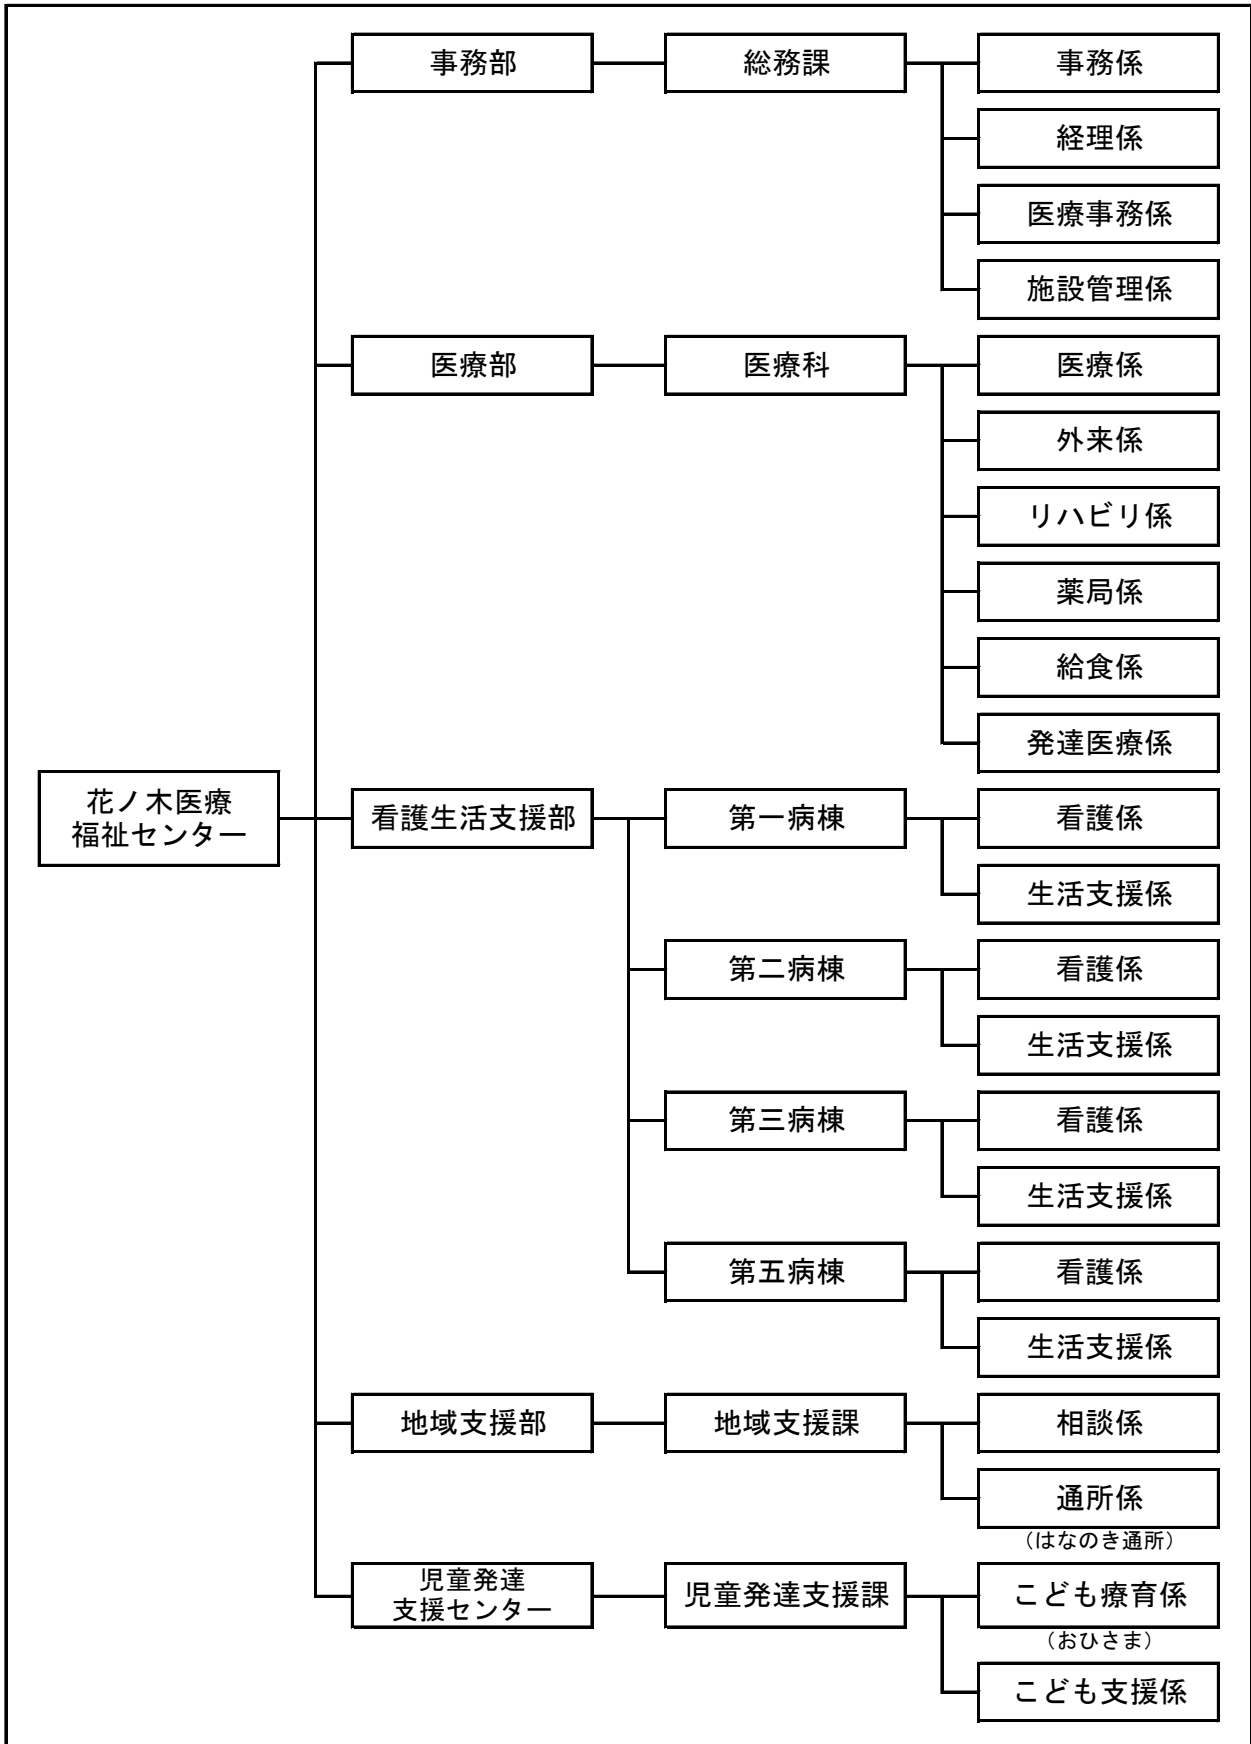 事務部
総務課
事務係
経理係
医療事務係
施設管理係
医療部
医療科
医療係
外来係
リハビリ係
薬局係
給食係
発達医療係
花ノ木医療
福祉センター
看護生活支援部
第一病棟
看護係
生活支援係
第二病棟
看護係
生活支援係
第三病棟
看護係
生活支援係
第五病棟
看護係
生活支援係
地域支援部
地域支援課
相談係
通所係
（はなのき通所）
児童発達
支援センター
児童発達支援課
こども療育係
（おひさま）
こども支援係